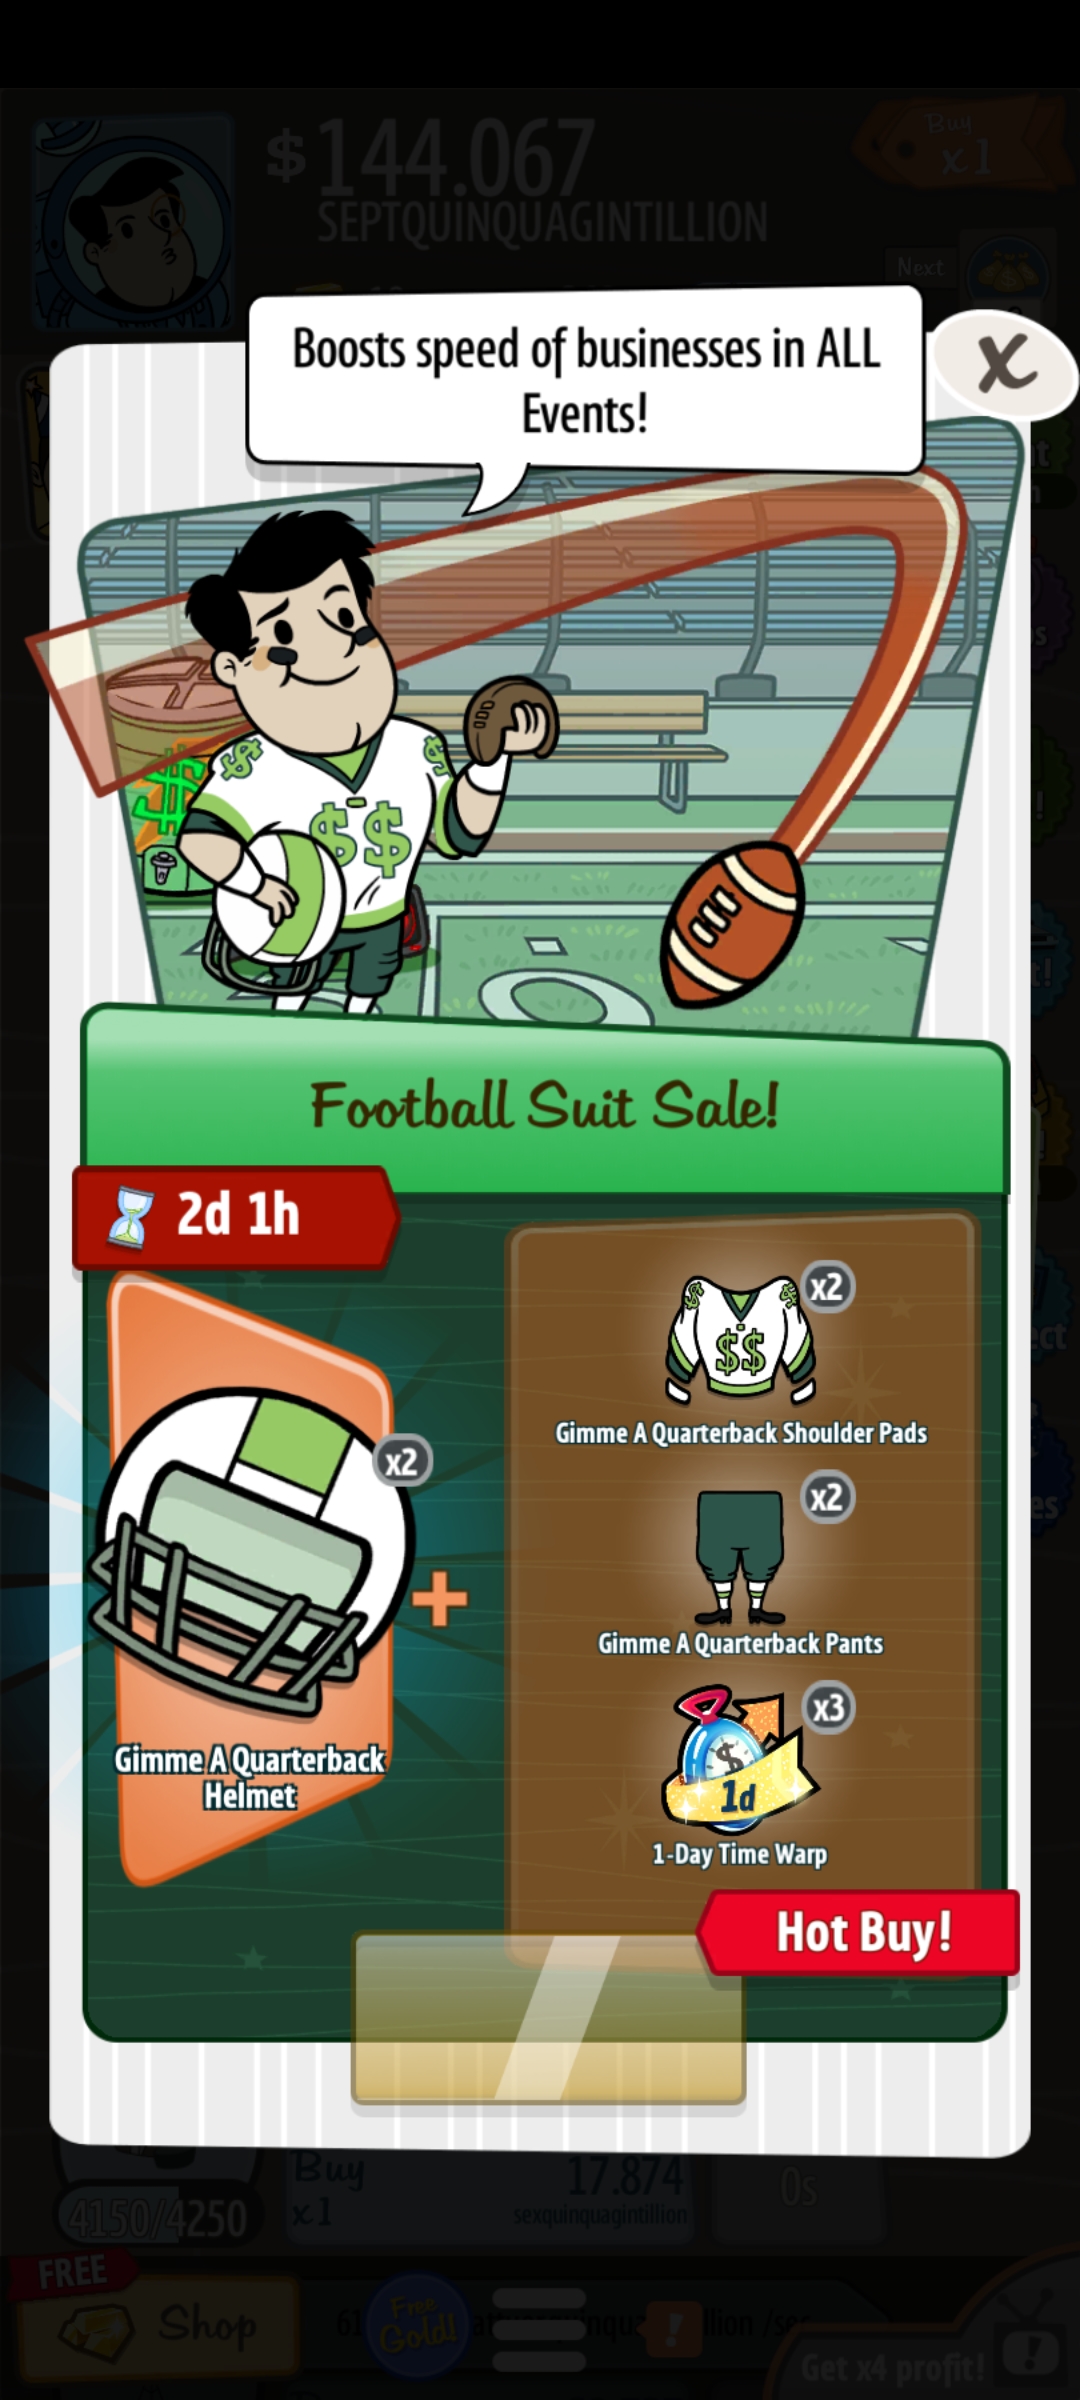 $144.067
SEPTQUINQUAGINTILLION
Buy
x1
Next
Boosts speed of businesses in ALL
Events!
X
$$
Football Suit Sale!
2d 1h
x2
$$
Gimme A Quarterback Shoulder Pads
x2
Gimme A Quarterback
Helmet
x2
Gimme A Quarterback Pants
x3
1d
1-Day Time Warp
Hot Buy!
Buy
x1
17.874
sexquinquagintillion
0s
4150/4250
FREE
Shop
Free
Gold!
!
Get x4 profit!
!